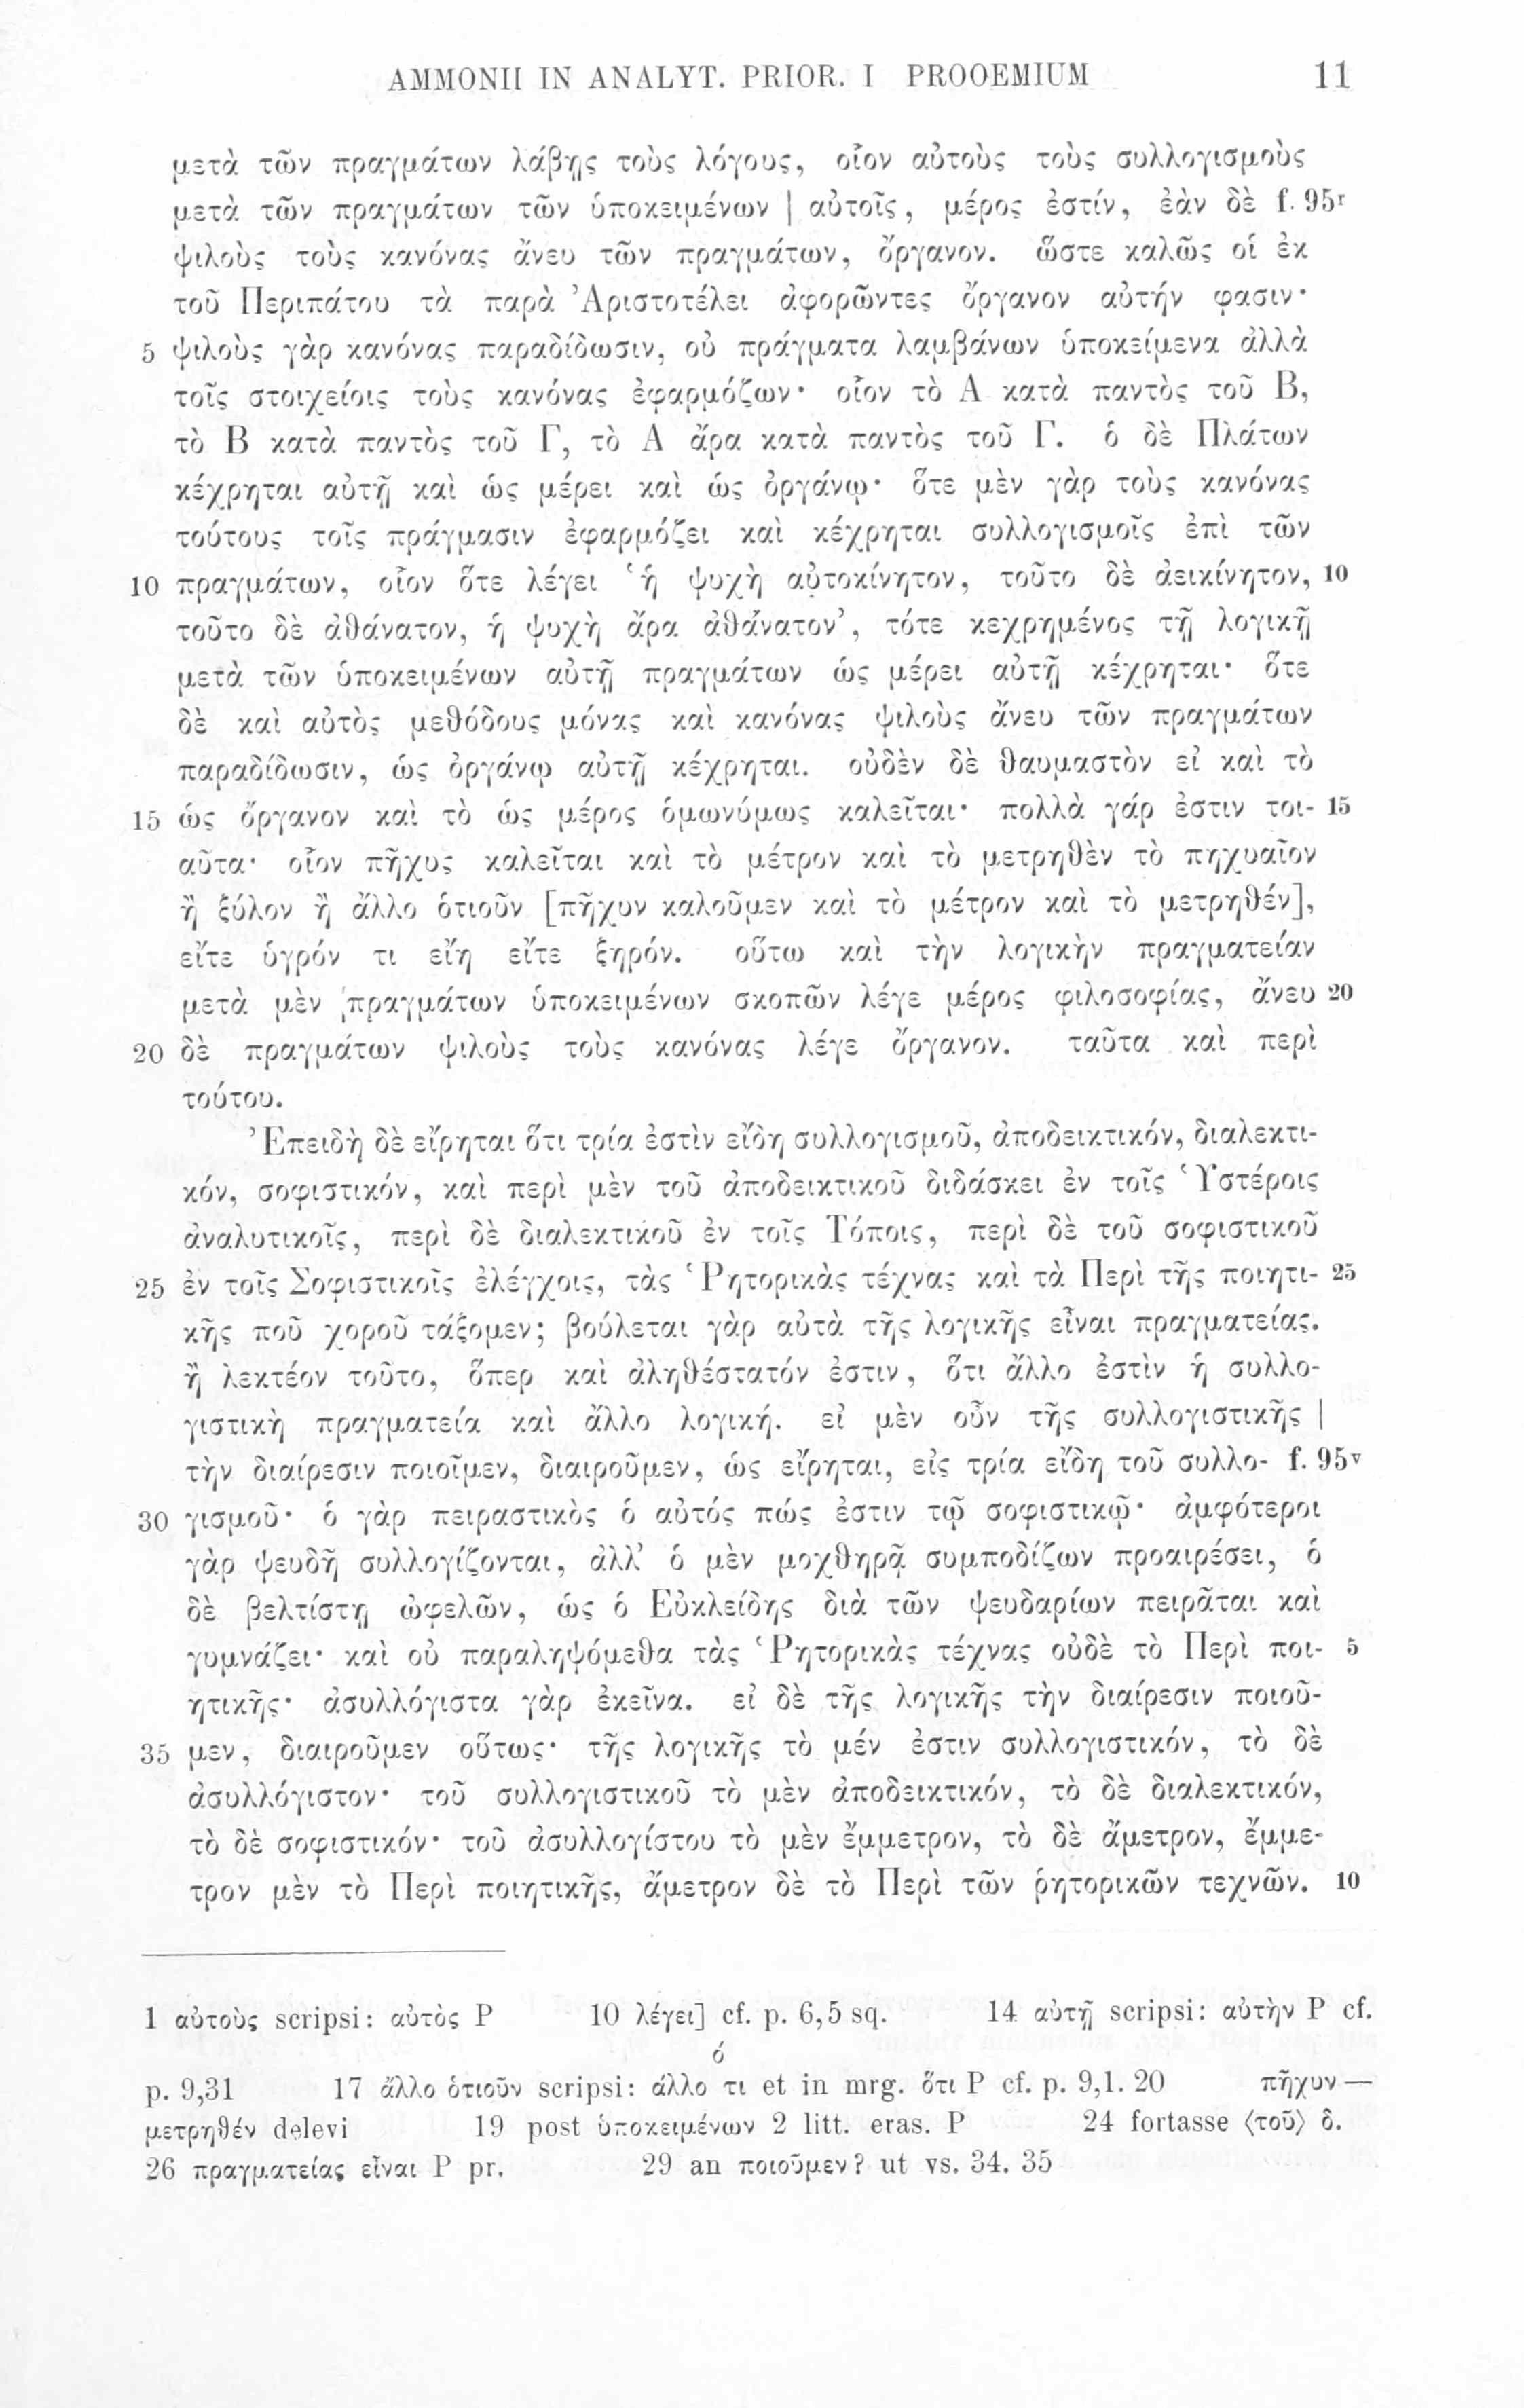 AMMONII IN ANALYT. PRIOR. I PROOEMIUM 11
μετὰ τῶν πραγμάτων λάβῃς τοὺς λόγους, οἷον αὐτοὺς τοὺς συλλογισμοὺς
μετὰ τῶν πραγμάτων τῶν ὑποκειμένων | αὐτοῖς, μέρος ἐστίν, ἐὰν δὲ f. 95r
ψιλοὺς τοὺς κανόνας ἄνευ τῶν πραγμάτων, ὄργανον. ὥστε καλῶς οἱ ἐκ
τοῦ Περιπάτου τὰ παρὰ Ἀριστοτέλει ἀφορῶντες ὄργανον αὐτήν φασιν·
5 ψιλοὺς γὰρ κανόνας παραδίδωσιν, οὐ πράγματα λαμβάνων ὑποκείμενα ἀλλὰ
τοῖς στοιχείοις τοὺς κανόνας ἐφαρμόζων· οἷον τὸ Α κατὰ παντὸς τοῦ Β,
τὸ Β κατὰ παντὸς τοῦ Γ, τὸ Α ἄρα κατὰ παντὸς τοῦ Γ. ὁ δὲ Πλάτων
κέχρηται αὐτῇ καὶ ὡς μέρει καὶ ὡς ὀργάνῳ· ὅτε μὲν γὰρ τοὺς κανόνας
τούτους τοῖς πράγμασιν ἐφαρμόζει καὶ κέχρηται συλλογισμοῖς ἐπὶ τῶν
10 πραγμάτων, οἷον ὅτε λέγει ‘ἡ ψυχὴ αὐτοκίνητον, τοῦτο δὲ ἀεικίνητον, 10
τοῦτο δὲ ἀθάνατον, ἡ ψυχὴ ἄρα ἀθάνατον’, τότε κεχρημένος τῇ λογικῇ
μετὰ τῶν ὑποκειμένων αὐτῇ πραγμάτων ὡς μέρει αὐτῇ κέχρηται· ὅτε
δὲ καὶ αὐτὸς μεθόδους μόνας καὶ κανόνας ψιλοὺς ἄνευ τῶν πραγμάτων
παραδίδωσιν, ὡς ὀργάνῳ αὐτῇ κέχρηται. οὐδὲν δὲ θαυμαστὸν εἰ καὶ τὸ
15 ὡς ὄργανον καὶ τὸ ὡς μέρος ὁμωνύμως καλεῖται· πολλὰ γάρ ἐστιν τοι- 15
αῦτα· οἷον πῆχυς καλεῖται καὶ τὸ μέτρον καὶ τὸ μετρηθὲν τὸ πηχυαῖον
ἢ ξύλον ἢ ἄλλο ὁτιοῦν [πῆχυν καλοῦμεν καὶ τὸ μέτρον καὶ τὸ μετρηθέν],
εἴτε ὑγρόν τι εἴη εἴτε ξηρόν. οὕτω καὶ τὴν λογικὴν πραγματείαν
μετὰ μὲν πραγμάτων ὑποκειμένων σκοπῶν λέγε μέρος φιλοσοφίας, ἄνευ 20
20 δὲ πραγμάτων ψιλοὺς τοὺς κανόνας λέγε ὄργανον. ταῦτα καὶ περὶ
τούτου.
Ἐπειδὴ δὲ εἴρηται ὅτι τρία ἐστὶν εἴδη συλλογισμοῦ, ἀποδεικτικόν, διαλεκτι-
κόν, σοφιστικόν, καὶ περὶ μὲν τοῦ ἀποδεικτικοῦ διδάσκει ἐν τοῖς Ὑστέροις
ἀναλυτικοῖς, περὶ δὲ διαλεκτικοῦ ἐν τοῖς Τόποις, περὶ δὲ τοῦ σοφιστικοῦ
25 ἐν τοῖς Σοφιστικοῖς ἐλέγχοις, τὰς Ῥητορικὰς τέχνας καὶ τὰ Περὶ τῆς ποιητι- 25
κῆς ποῦ χοροῦ τάξομεν; βούλεται γὰρ αὐτὰ τῆς λογικῆς εἶναι πραγματείας.
ἢ λεκτέον τοῦτο, ὅπερ καὶ ἀληθέστατόν ἐστιν, ὅτι ἄλλο ἐστὶν ἡ συλλο-
γιστικὴ πραγματεία καὶ ἄλλο λογική. εἰ μὲν οὖν τῆς συλλογιστικῆς |
τὴν διαίρεσιν ποιοῖμεν, διαιροῦμεν, ὡς εἴρηται, εἰς τρία εἴδη τοῦ συλλο- f. 95v
30 γισμοῦ· ὁ γὰρ πειραστικὸς ὁ αὐτός πώς ἐστιν τῷ σοφιστικῷ· ἀμφότεροι
γὰρ ψευδῆ συλλογίζονται, ἀλλ’ ὁ μὲν μοχθηρᾷ συμποδίζων προαιρέσει, ὁ
δὲ βελτίστῃ ὠφελῶν, ὡς ὁ Εὐκλείδης διὰ τῶν ψευδαρίων πειρᾶται καὶ
γυμνάζει· καὶ οὐ παραληψόμεθα τὰς Ῥητορικὰς τέχνας οὐδὲ τὸ Περὶ ποι- 5
ητικῆς· ἀσυλλόγιστα γὰρ ἐκεῖνα. εἰ δὲ τῆς λογικῆς τὴν διαίρεσιν ποιοῦ-
35 μεν, διαιροῦμεν οὕτως· τῆς λογικῆς τὸ μέν ἐστιν συλλογιστικόν, τὸ δὲ
ἀσυλλόγιστον· τοῦ συλλογιστικοῦ τὸ μὲν ἀποδεικτικόν, τὸ δὲ διαλεκτικόν,
τὸ δὲ σοφιστικόν· τοῦ ἀσυλλογίστου τὸ μὲν ἔμμετρον, τὸ δὲ ἄμετρον, ἔμμε-
τρον μὲν τὸ Περὶ ποιητικῆς, ἄμετρον δὲ τὸ Περὶ τῶν ῥητορικῶν τεχνῶν. 10
1 αὐτοὺς scripsi: αὐτὸς P 10 λέγει] cf. p. 6,5 sq. 14 αὐτῇ scripsi: αὐτὴν P cf.
ό
p. 9,31 17 ἄλλο ὁτιοῦν scripsi: ἄλλο τι et in mrg. ὅτι P cf. p. 9,1. 20 πῆχυν —
μετρηθέν delevi 19 post ὑποκειμένων 2 litt. eras. P 24 fortasse ⟨τοῦ⟩ δ.
26 πραγματείας εἶναι P pr. 29 an ποιοῦμεν? ut vs. 34. 35